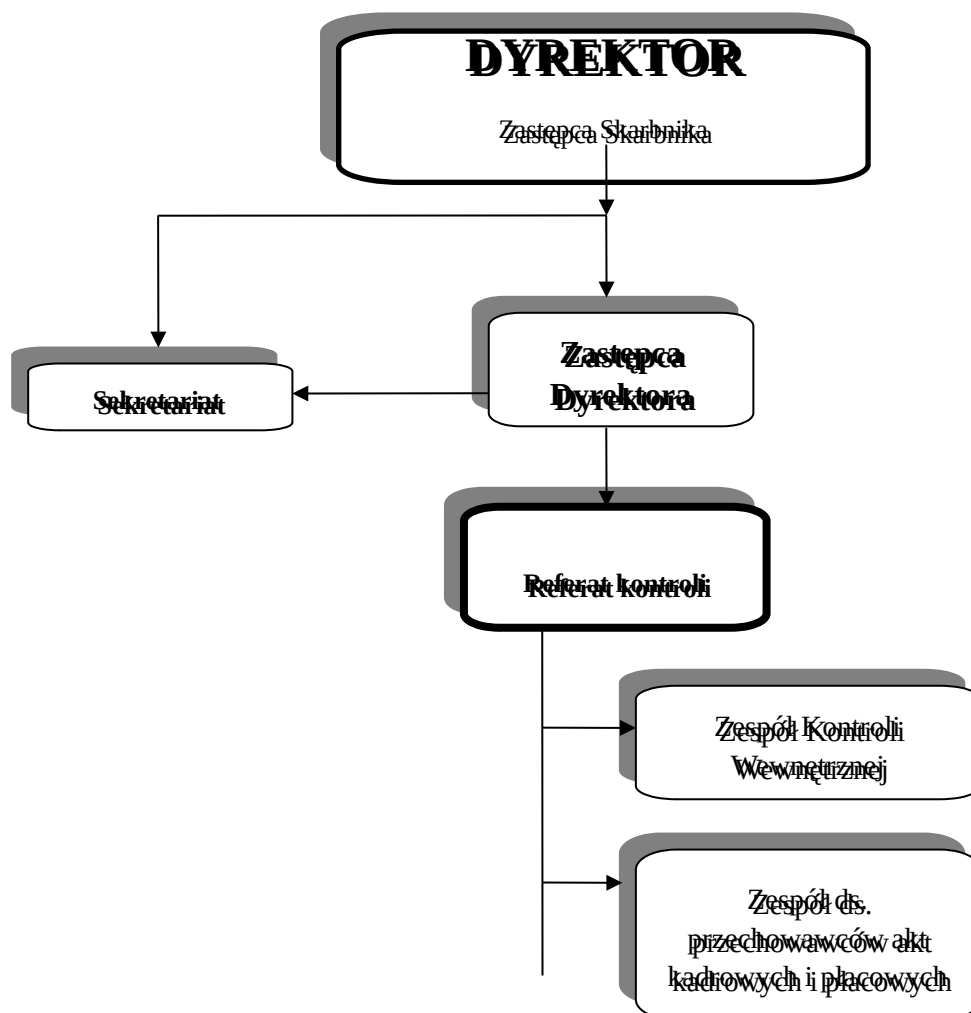 DYREKTOR
Zastępca Skarbnika
Zastępca
Dyrektora
Sekretariat
Referat kontroli
Zespół Kontroli
Wewnętrznej
Zespół ds.
przechowawców akt
kadrowych i płacowych